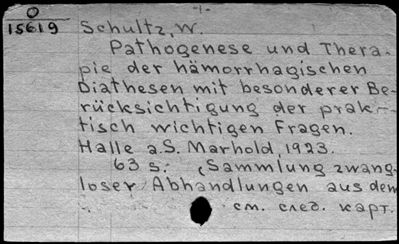 -1-
O
15619 Schultz, W.
Pathogenese und Thera-
pie der hämorrhagischen
Diathesen mit besonderer Be-
rücksichtigung der prak-
tisch wichtigen Fragen.
Halle a.S. Marhold, 1923.
63 s. (Sammlung zwang-
loser Abhandlungen aus dem
см. след. карт.